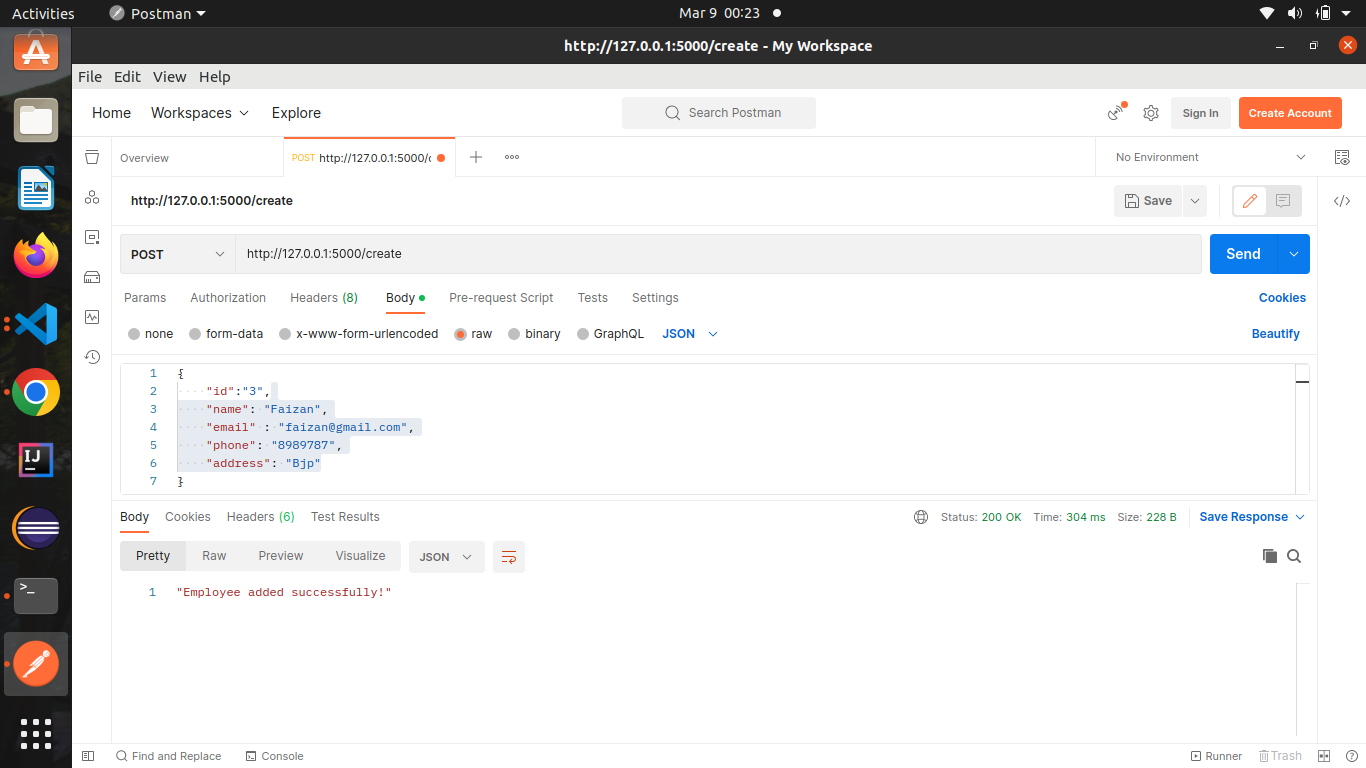 Activities Postman Mar 9 00:23
http://127.0.0.1:5000/create - My Workspace
File Edit View Help
Home Workspaces Explore Search Postman Sign In Create Account
Overview POST http://127.0.0.1:5000/c No Environment
http://127.0.0.1:5000/create Save
POST http://127.0.0.1:5000/create Send
Params Authorization Headers (8) Body Pre-request Script Tests Settings Cookies
none form-data x-www-form-urlencoded raw binary GraphQL JSON Beautify
1 {
2 "id":"3",
3 "name": "Faizan",
4 "email" : "faizan@gmail.com",
5 "phone": "8989787",
6 "address": "Bjp"
7 }
Body Cookies Headers (6) Test Results Status: 200 OK Time: 304 ms Size: 228 B Save Response
Pretty Raw Preview Visualize JSON
1 "Employee added successfully!"
Find and Replace Console Runner Trash